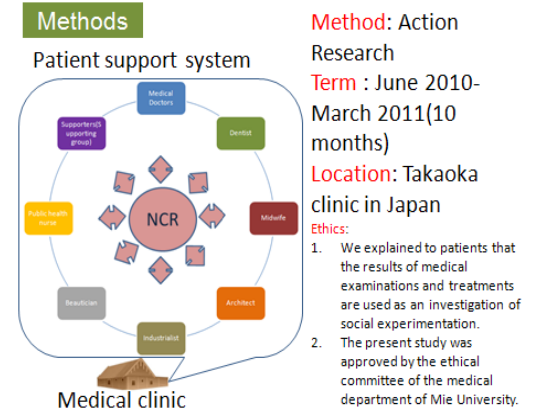 Methods
Patient support system
Medical
Doctors
Dentist
Midwife
Architect
Industrialist
Beautician
Public health
nurse
Supporters(S
upporting
group)
NCR
Medical clinic
Method: Action
Research
Term : June 2010-
March 2011(10
months)
Location: Takaoka
clinic in Japan
Ethics:
1. We explained to patients that
the results of medical
examinations and treatments
are used as an investigation of
social experimentation.
2. The present study was
approved by the ethical
committee of the medical
department of Mie University.